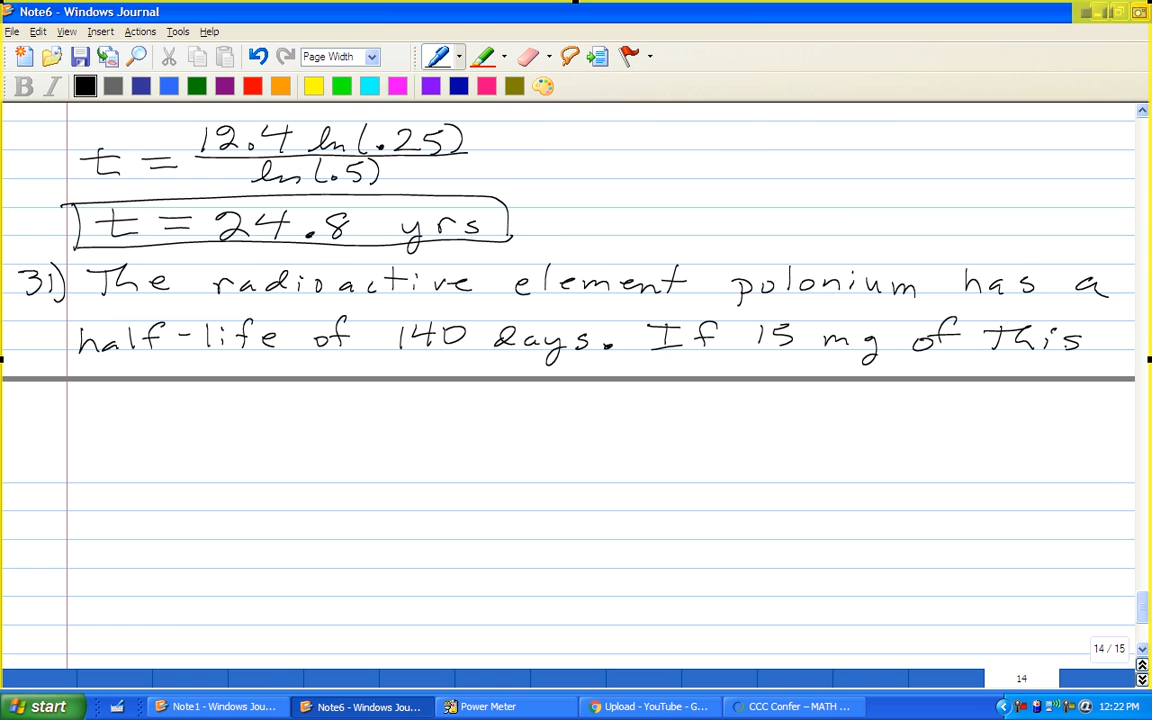 Note6 - Windows Journal
File Edit View Insert Actions Tools Help
Page Width
B I
t = 12.4 ln(.25)
ln(.5)
t = 24.8 yrs
31) The radioactive element polonium has a
half-life of 140 days. If 15 mg of This
14 / 15
14
start Note1 - Windows Jou... Note6 - Windows Jou... Power Meter Upload - YouTube - G... CCC Confer -- MATH ... 12:22 PM